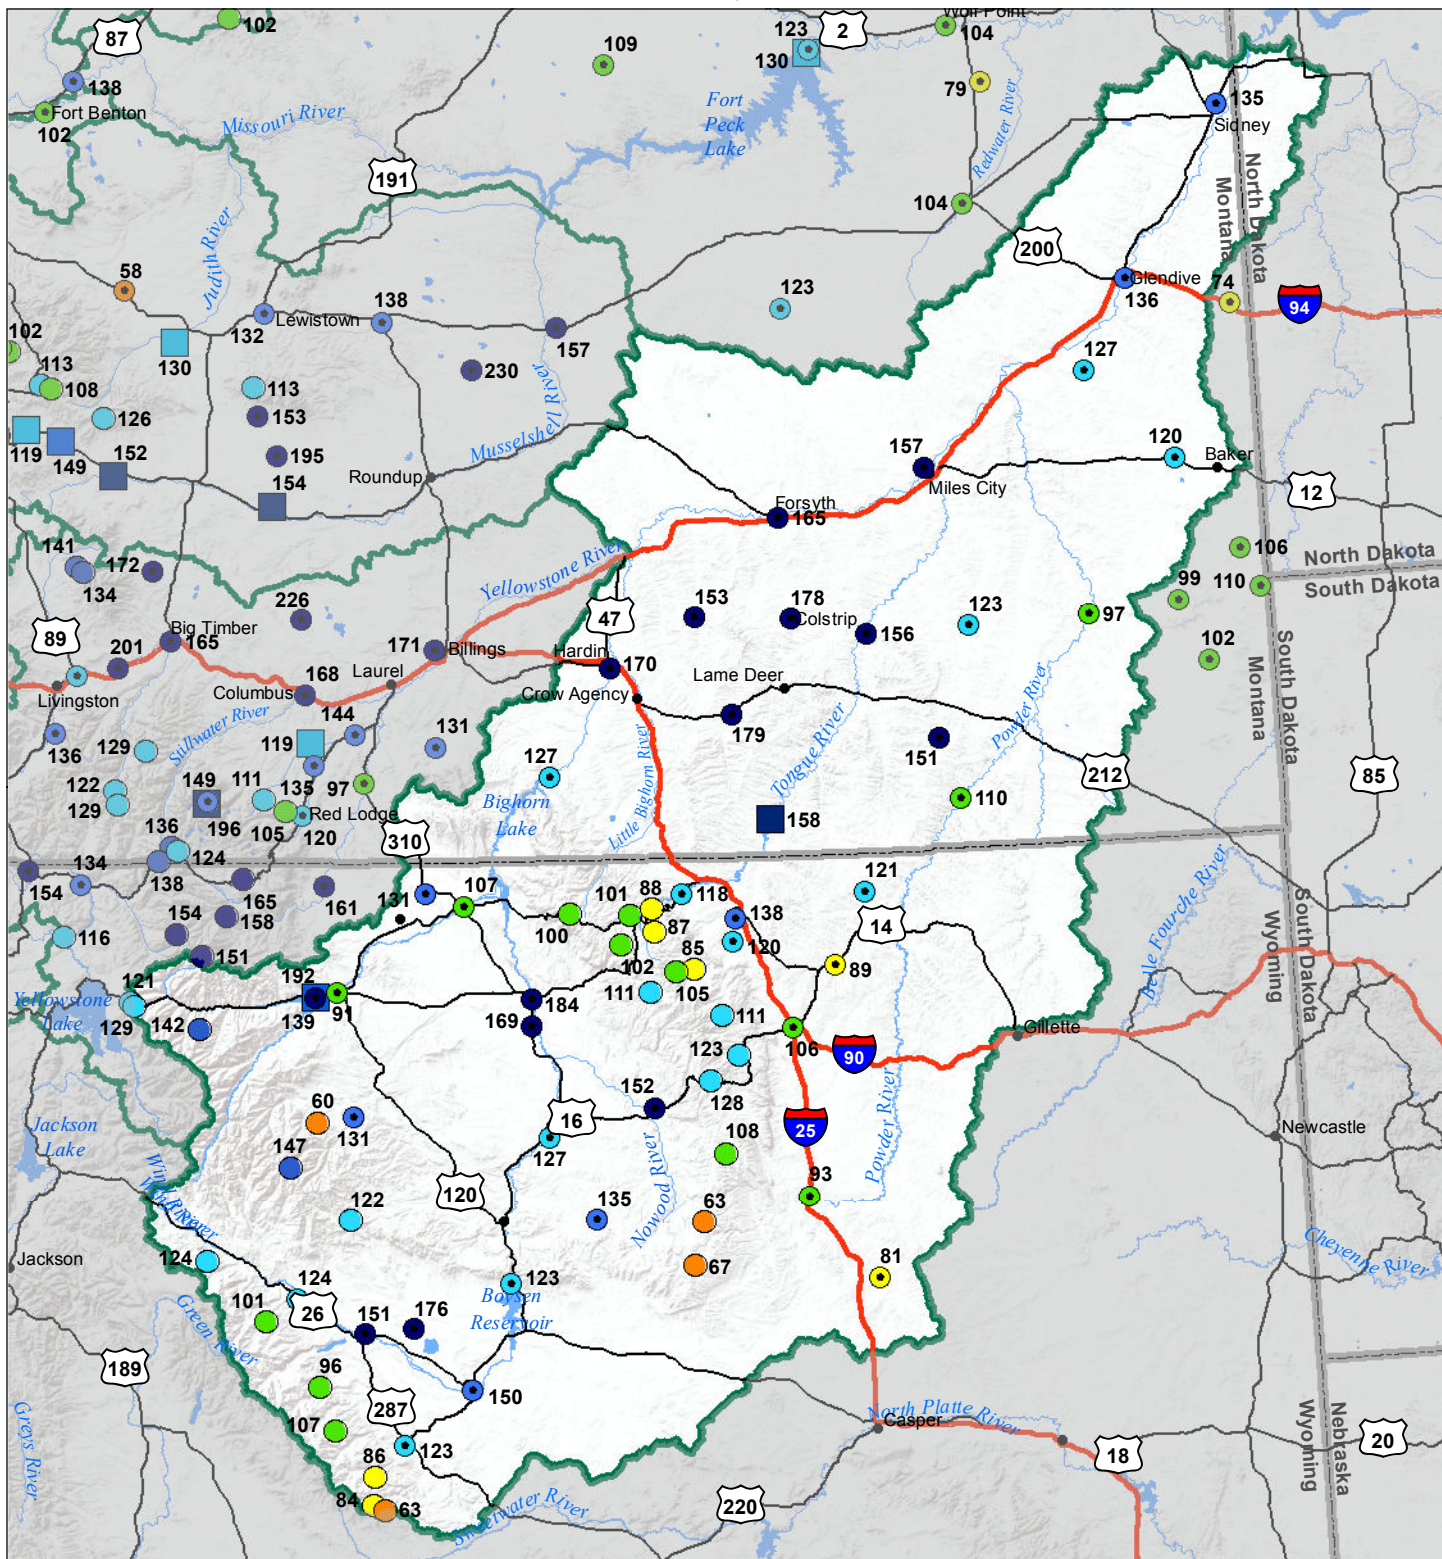 102
87
123
130
2
Wolf Point
104
109
138
79
Fort Benton
102
Missouri River
Fort
Peck
Lake
Redwater River
135
Sidney
191
North Dakota
Montana
104
Judith River
200
58
123
Glendive
136
74
94
138
Lewistown
132
157
102
130
230
127
113
108
113
126
153
Musselshell River
119
149
152
195
154
Roundup
157
120
Baker
Miles City
12
Forsyth
165
141
134
172
Yellowstone River
106
North Dakota
South Dakota
99
110
226
47
153
178
Colstrip
156
123
97
89
Big Timber
165
201
171
Billings
Hardin
170
102
Livingston
168
Columbus
Laurel
Lame Deer
Crow Agency
South Dakota
Montana
Stillwater River
144
131
179
151
Powder River
136
129
119
127
Tongue River
212
85
122
129
149
196
111
135
105
97
Red Lodge
120
Bighorn
Lake
Little Bighorn River
158
110
136
124
138
310
134
154
165
161
131
107
101
88
118
121
14
Belle Fourche River
South Dakota
Wyoming
154
158
116
151
100
87
138
120
102
85
105
89
121
Yellowstone
Lake
129
142
192
139
91
184
169
111
111
Gillette
106
90
123
128
60
131
152
16
127
25
Powder River
Jackson
Lake
147
108
Newcastle
Wind River
120
Nowood River
93
122
135
63
67
Cheyenne River
Jackson
124
124
26
123
81
Boysen
Reservoir
101
Green River
151
176
189
96
150
287
North Platte River
Casper
107
123
18
Nebraska
Wyoming
20
Greys River
86
84
63
Sweetwater River
220